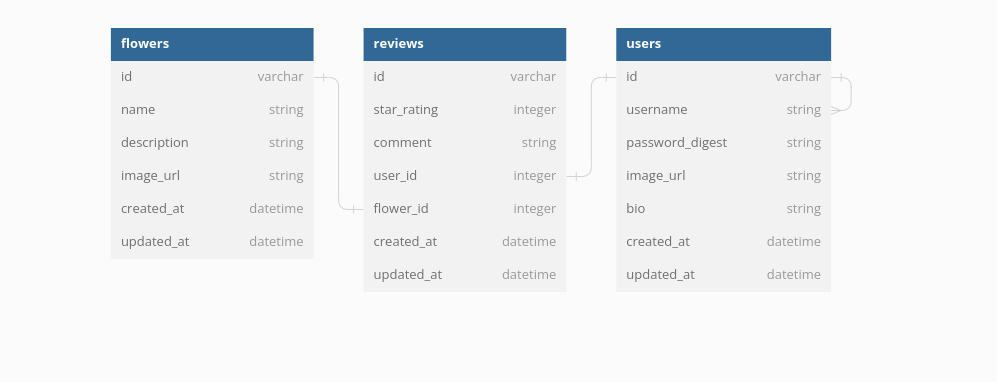 flowers
id varchar
name string
description string
image_url string
created_at datetime
updated_at datetime
reviews
id varchar
star_rating integer
comment string
user_id integer
flower_id integer
created_at datetime
updated_at datetime
users
id varchar
username string
password_digest string
image_url string
bio string
created_at datetime
updated_at datetime